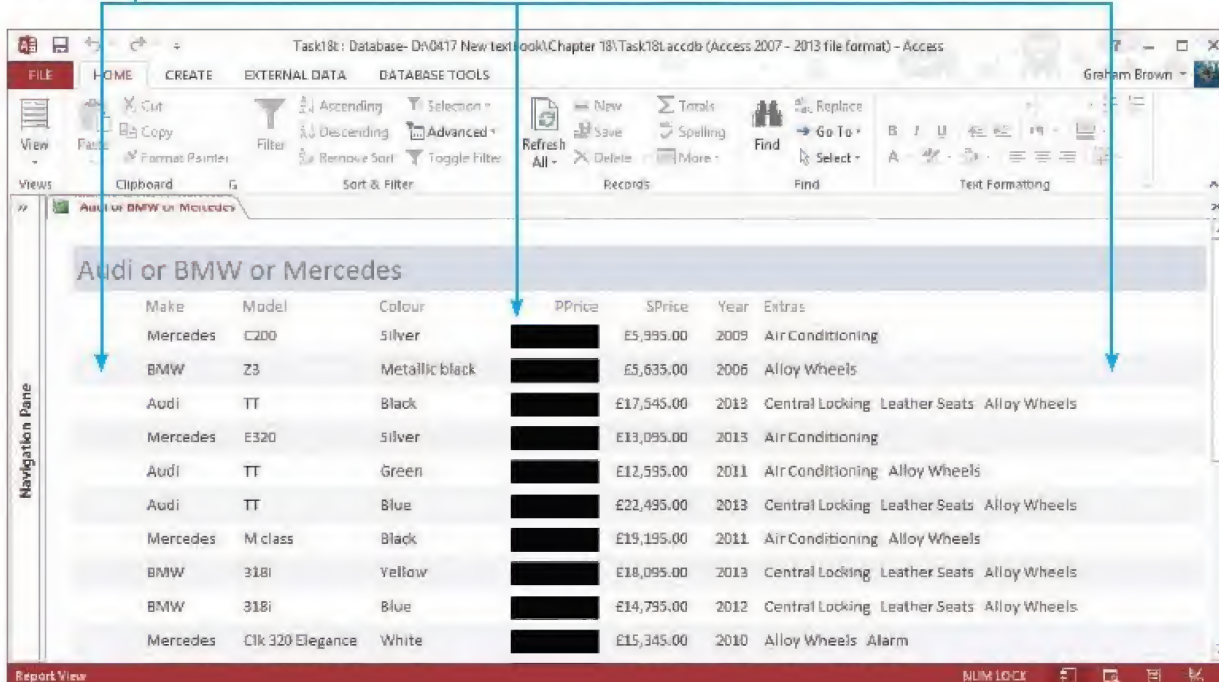 Task18t : Database- D:\0417 New textbook\Chapter 18\Task18t.accdb (Access 2007 - 2013 file format) - Access
FILE HOME CREATE EXTERNAL DATA DATABASE TOOLS Graham Brown
View Paste Cut Copy Format Painter
Filter Ascending Descending Remove Sort Selection Advanced Toggle Filter
Refresh All New Save Delete Totals Spelling More
Find Replace Go To Select
B I U A
Views Clipboard Sort & Filter Records Find Text Formatting
Audi or BMW or Mercedes
Navigation Pane
Audi or BMW or Mercedes
Make Model Colour PPrice SPrice Year Extras
Mercedes C200 Silver £5,995.00 2009 Air Conditioning
BMW Z3 Metallic black £5,635.00 2006 Alloy Wheels
Audi TT Black £17,545.00 2013 Central Locking Leather Seats Alloy Wheels
Mercedes E320 Silver £13,095.00 2013 Air Conditioning
Audi TT Green £12,595.00 2011 Air Conditioning Alloy Wheels
Audi TT Blue £22,495.00 2013 Central Locking Leather Seats Alloy Wheels
Mercedes M class Black £19,195.00 2011 Air Conditioning Alloy Wheels
BMW 318i Yellow £18,095.00 2013 Central Locking Leather Seats Alloy Wheels
BMW 318i Blue £14,795.00 2012 Central Locking Leather Seats Alloy Wheels
Mercedes Clk 320 Elegance White £15,345.00 2010 Alloy Wheels Alarm
Report View NUM LOCK